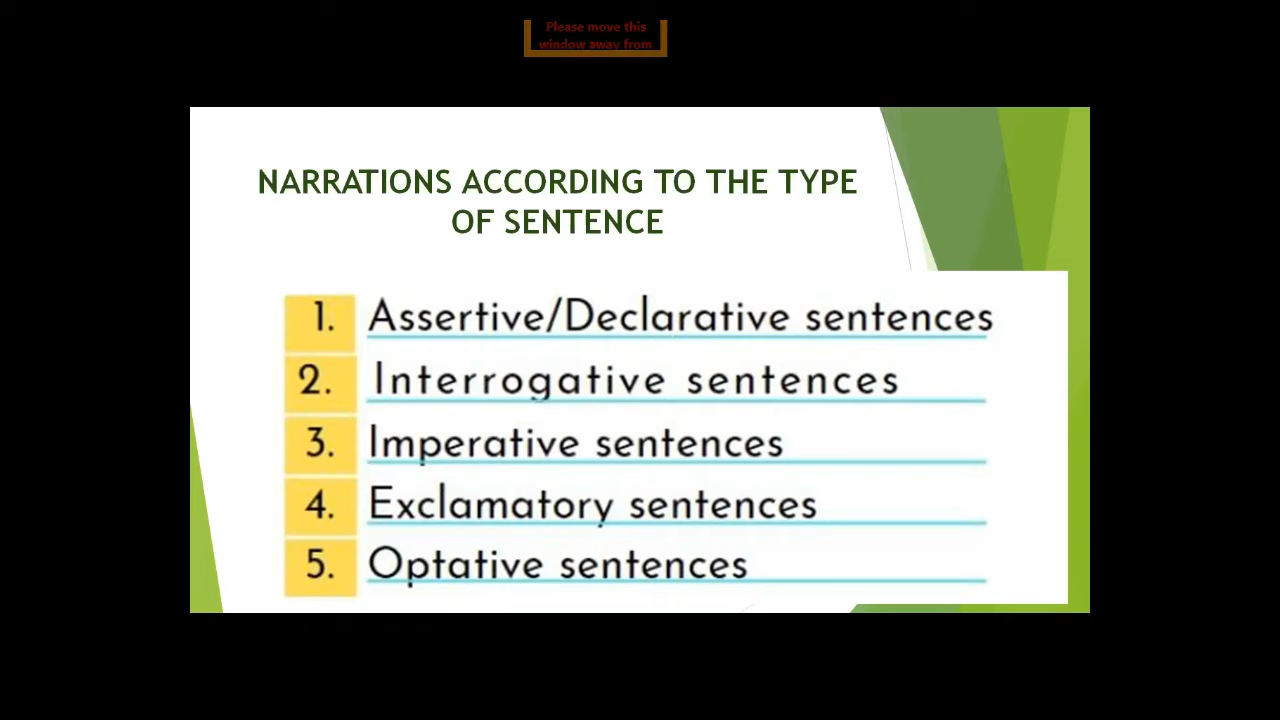 Please move this
window away from
NARRATIONS ACCORDING TO THE TYPE
OF SENTENCE
1. Assertive/Declarative sentences
2. Interrogative sentences
3. Imperative sentences
4. Exclamatory sentences
5. Optative sentences